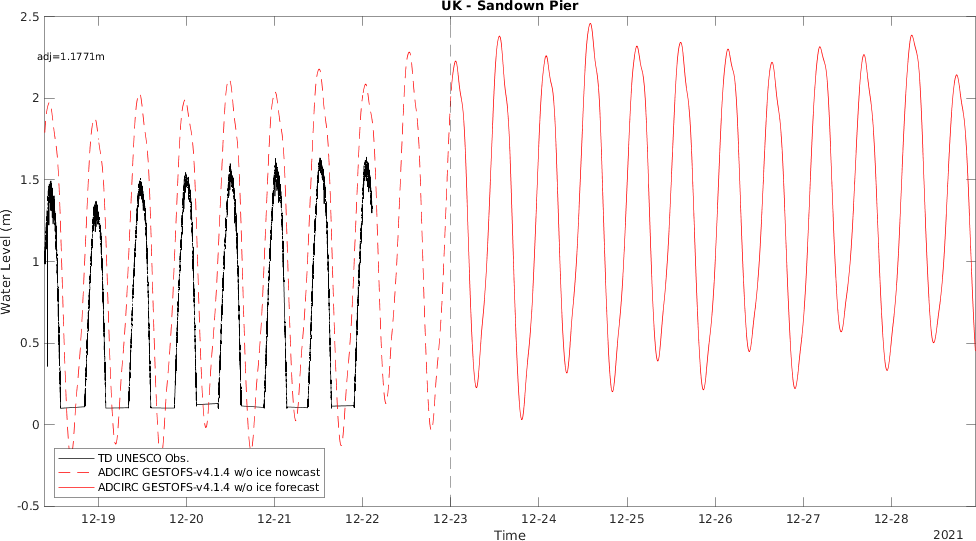 UK - Sandown Pier
adj=1.1771m
2.5
2
1.5
1
0.5
0
-0.5
Water Level (m)
TD UNESCO Obs.
ADCIRC GESTOFS-v4.1.4 w/o ice nowcast
ADCIRC GESTOFS-v4.1.4 w/o ice forecast
12-19 12-20 12-21 12-22 12-23 12-24 12-25 12-26 12-27 12-28
Time
2021